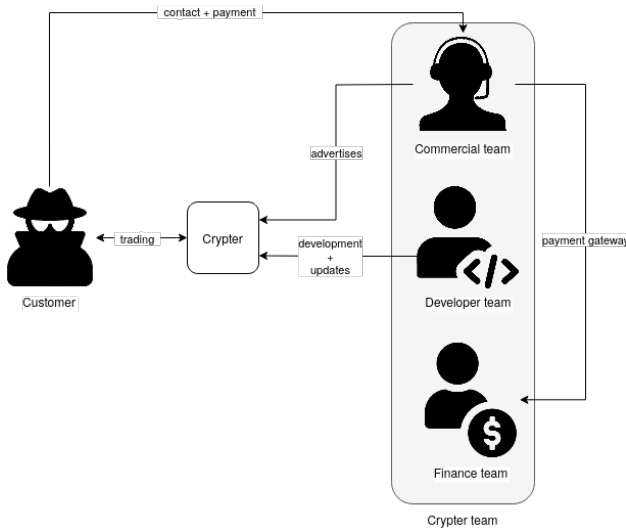 contact + payment
Commercial team
advertises
Crypter
trading
development
+
updates
payment gateway
Customer
Developer team
Finance team
Crypter team